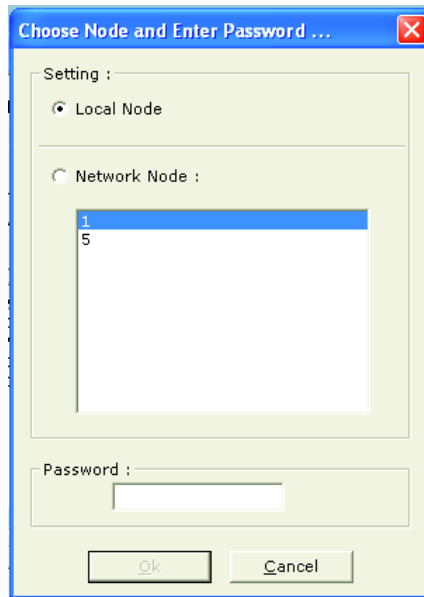 Choose Node and Enter Password ...
Setting :
Local Node
Network Node :
1
5
Password :
Ok
Cancel